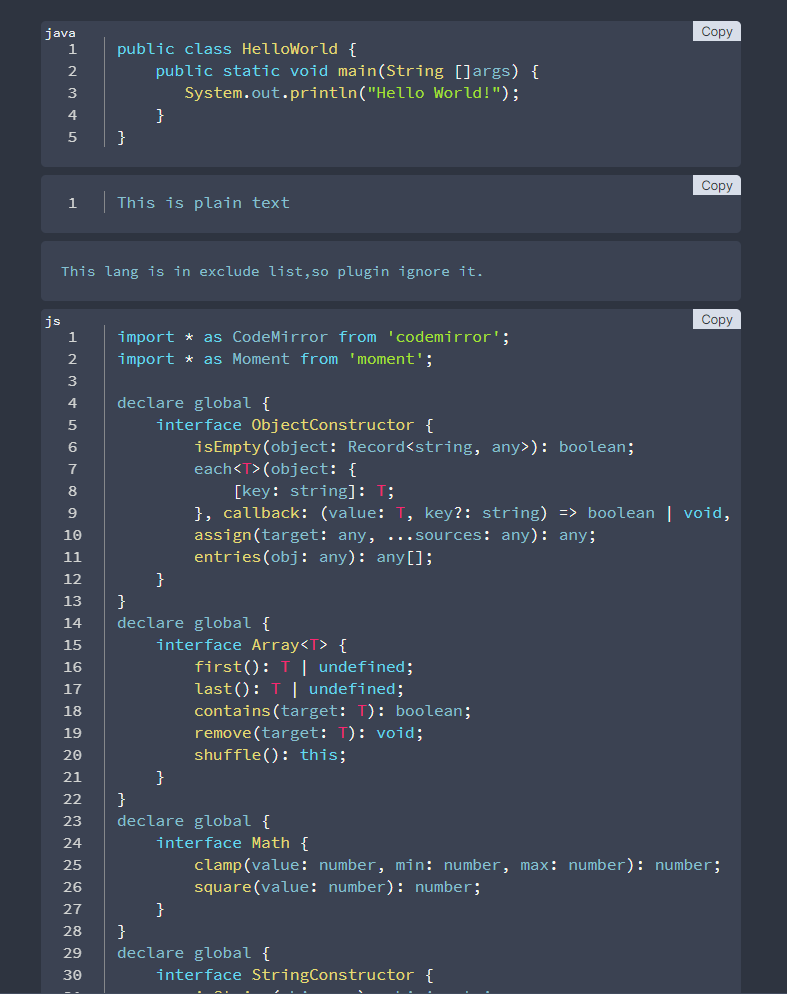 java
Copy
1 public class HelloWorld {
2     public static void main(String []args) {
3        System.out.println("Hello World!");
4     }
5 }
Copy
1 This is plain text
This lang is in exclude list,so plugin ignore it.
js
Copy
1 import * as CodeMirror from 'codemirror';
2 import * as Moment from 'moment';
3
4 declare global {
5     interface ObjectConstructor {
6         isEmpty(object: Record<string, any>): boolean;
7         each<T>(object: {
8             [key: string]: T;
9         }, callback: (value: T, key?: string) => boolean | void,
10         assign(target: any, ...sources: any): any;
11         entries(obj: any): any[];
12     }
13 }
14 declare global {
15     interface Array<T> {
16         first(): T | undefined;
17         last(): T | undefined;
18         contains(target: T): boolean;
19         remove(target: T): void;
20         shuffle(): this;
21     }
22 }
23 declare global {
24     interface Math {
25         clamp(value: number, min: number, max: number): number;
26         square(value: number): number;
27     }
28 }
29 declare global {
30     interface StringConstructor {